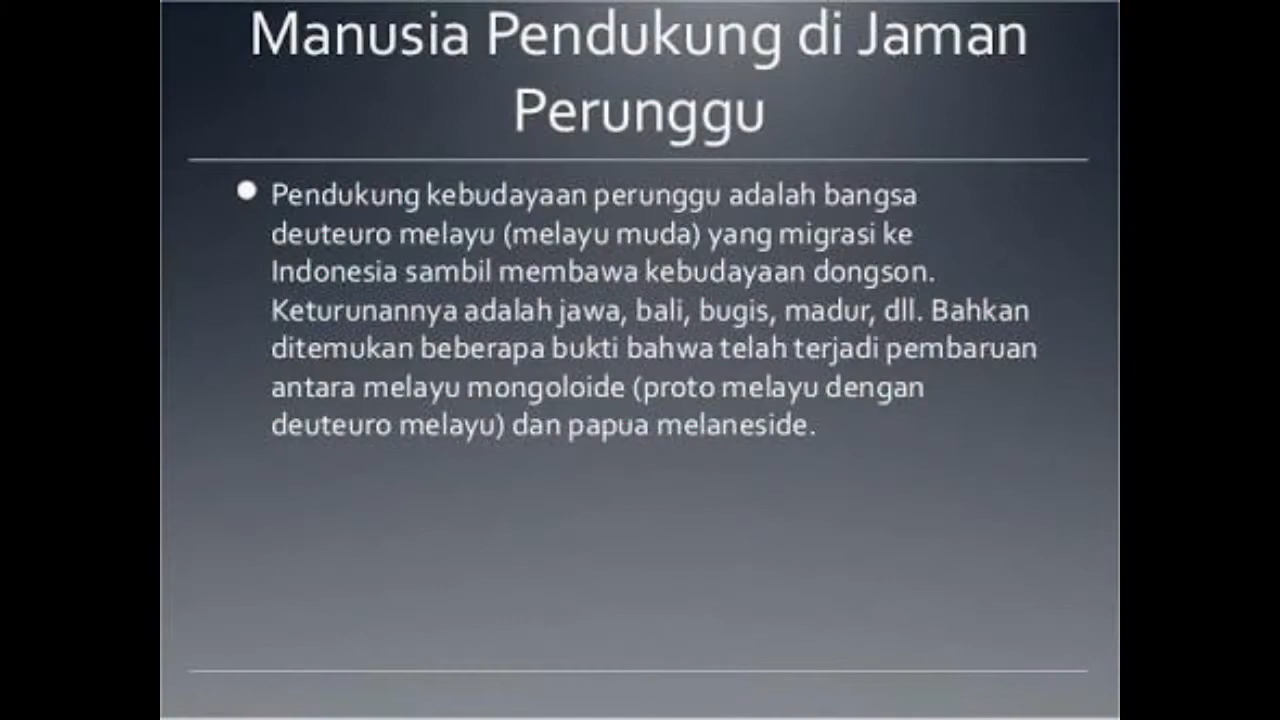 Manusia Pendukung di Jaman
Perunggu
Pendukung kebudayaan perunggu adalah bangsa
deuteuro melayu (melayu muda) yang migrasi ke
Indonesia sambil membawa kebudayaan dongson.
Keturunannya adalah jawa, bali, bugis, madur, dll. Bahkan
ditemukan beberapa bukti bahwa telah terjadi pembaruan
antara melayu mongoloide (proto melayu dengan
deuteuro melayu) dan papua melaneside.